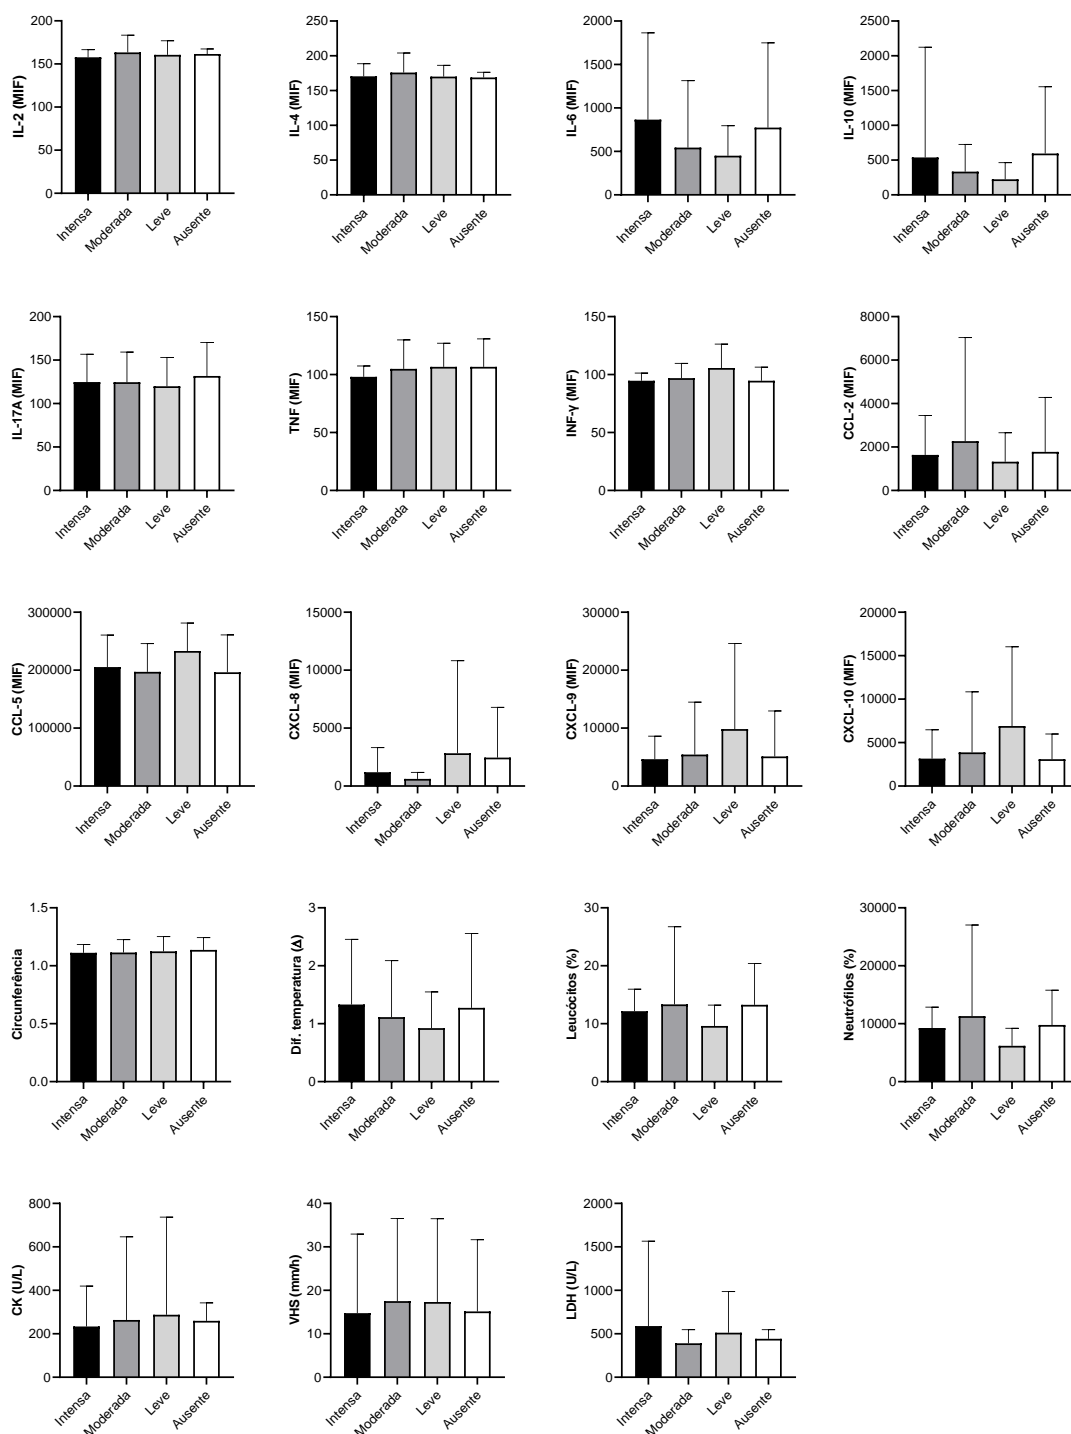 IL-2 (MIF)
200
150
100
50
0
Intensa
Moderada
Leve
Ausente
IL-4 (MIF)
250
200
150
100
50
0
Intensa
Moderada
Leve
Ausente
IL-6 (MIF)
2000
1500
1000
500
0
Intensa
Moderada
Leve
Ausente
IL-10 (MIF)
2500
2000
1500
1000
500
0
Intensa
Moderada
Leve
Ausente
IL-17A (MIF)
200
150
100
50
0
Intensa
Moderada
Leve
Ausente
TNF (MIF)
150
100
50
0
Intensa
Moderada
Leve
Ausente
INF-γ (MIF)
150
100
50
0
Intensa
Moderada
Leve
Ausente
CCL-2 (MIF)
8000
6000
4000
2000
0
Intensa
Moderada
Leve
Ausente
CCL-5 (MIF)
300000
200000
100000
0
Intensa
Moderada
Leve
Ausente
CXCL-8 (MIF)
15000
10000
5000
0
Intensa
Moderada
Leve
Ausente
CXCL-9 (MIF)
30000
20000
10000
0
Intensa
Moderada
Leve
Ausente
CXCL-10 (MIF)
20000
15000
10000
5000
0
Intensa
Moderada
Leve
Ausente
Circunferência
1.5
1.0
0.5
0.0
Intensa
Moderada
Leve
Ausente
Dif. temperatura (Δ)
3
2
1
0
Intensa
Moderada
Leve
Ausente
Leucócitos (%)
30
20
10
0
Intensa
Moderada
Leve
Ausente
Neutrófilos (%)
30000
20000
10000
0
Intensa
Moderada
Leve
Ausente
CK (U/L)
800
600
400
200
0
Intensa
Moderada
Leve
Ausente
VHS (mm/h)
40
30
20
10
0
Intensa
Moderada
Leve
Ausente
LDH (U/L)
2000
1500
1000
500
0
Intensa
Moderada
Leve
Ausente